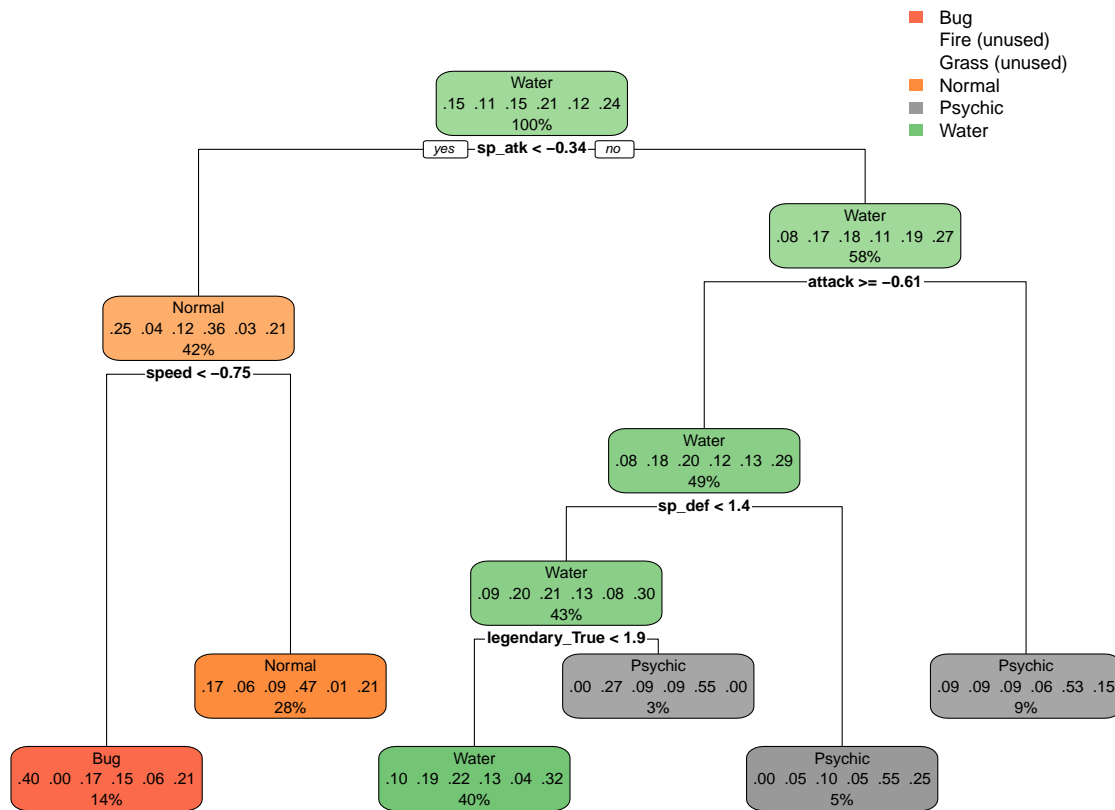 Bug
Fire (unused)
Grass (unused)
Normal
Psychic
Water
Water
.15 .11 .15 .21 .12 .24
100%
yes sp_atk < −0.34 no
Water
.08 .17 .18 .11 .19 .27
58%
attack >= −0.61
Normal
.25 .04 .12 .36 .03 .21
42%
speed < −0.75
Water
.08 .18 .20 .12 .13 .29
49%
sp_def < 1.4
Water
.09 .20 .21 .13 .08 .30
43%
legendary_True < 1.9
Normal
.17 .06 .09 .47 .01 .21
28%
Psychic
.00 .27 .09 .09 .55 .00
3%
Psychic
.09 .09 .09 .06 .53 .15
9%
Bug
.40 .00 .17 .15 .06 .21
14%
Water
.10 .19 .22 .13 .04 .32
40%
Psychic
.00 .05 .10 .05 .55 .25
5%